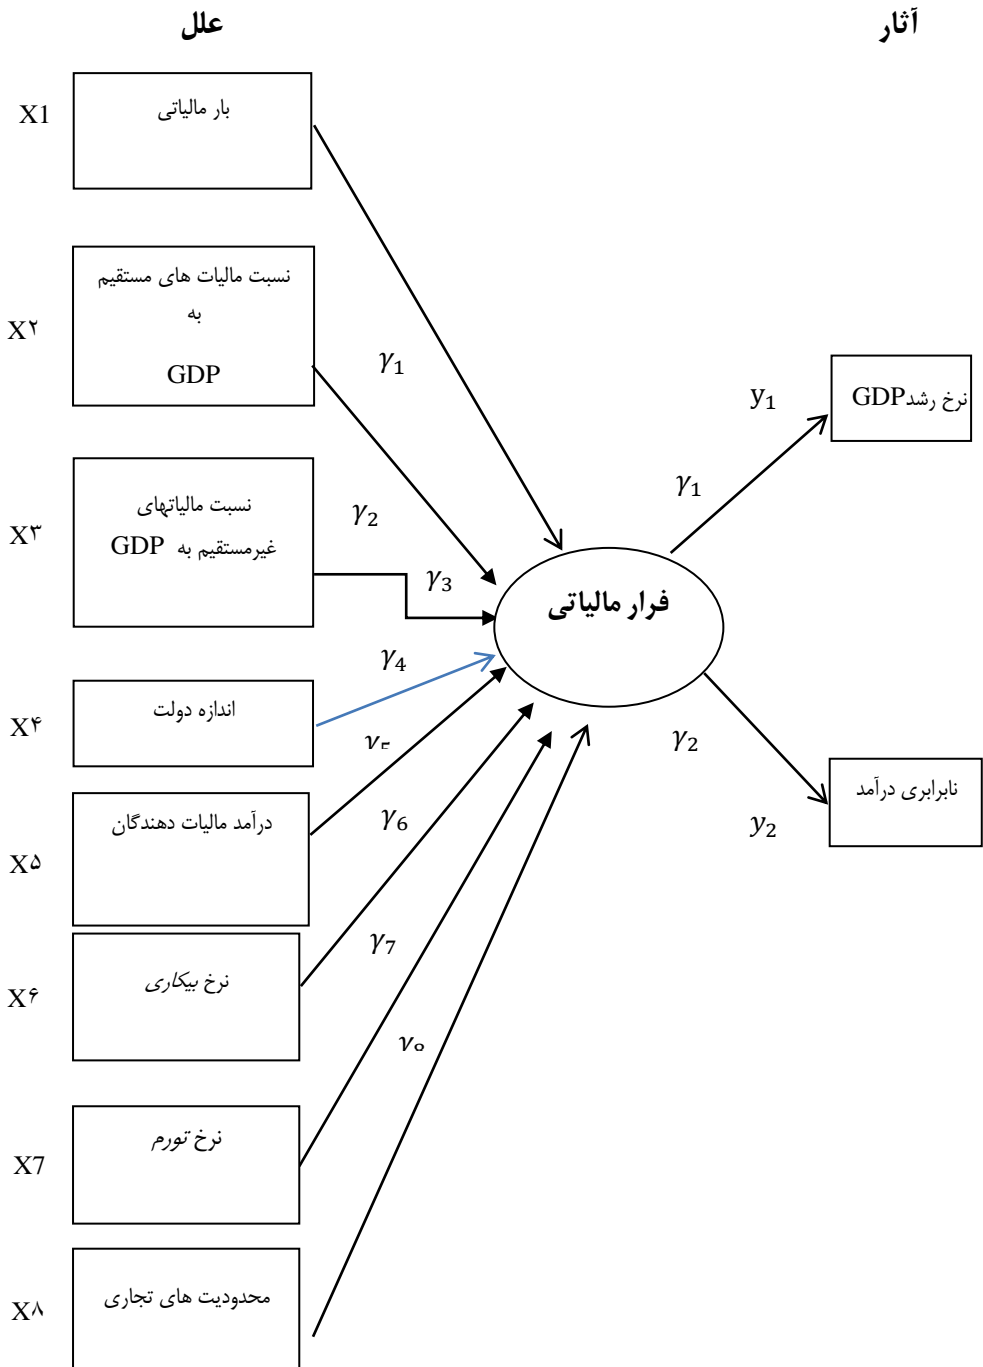 علل
آثار
X1
بار مالیاتی
X۲
نسبت مالیات های مستقیم
به
GDP
γ1
y1
نرخ رشدGDP
γ1
X۳
نسبت مالیاتهای
غیرمستقیم به GDP
γ2
γ3
فرار مالیاتی
X۴
اندازه دولت
γ4
γ5
γ2
نابرابری درآمد
y2
X۵
درآمد مالیات دهندگان
γ6
X۶
نرخ بیکاری
γ7
γ8
X7
نرخ تورم
X۸
محدودیت های تجاری